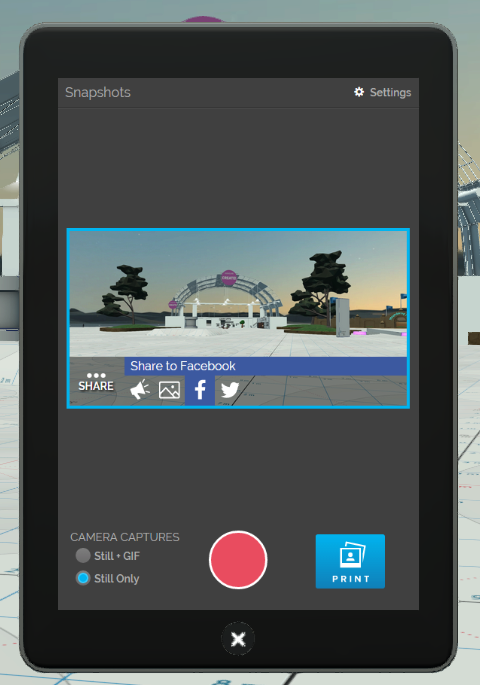 Snapshots
Settings
Share to Facebook
SHARE
CAMERA CAPTURES
Still + GIF
Still Only
PRINT